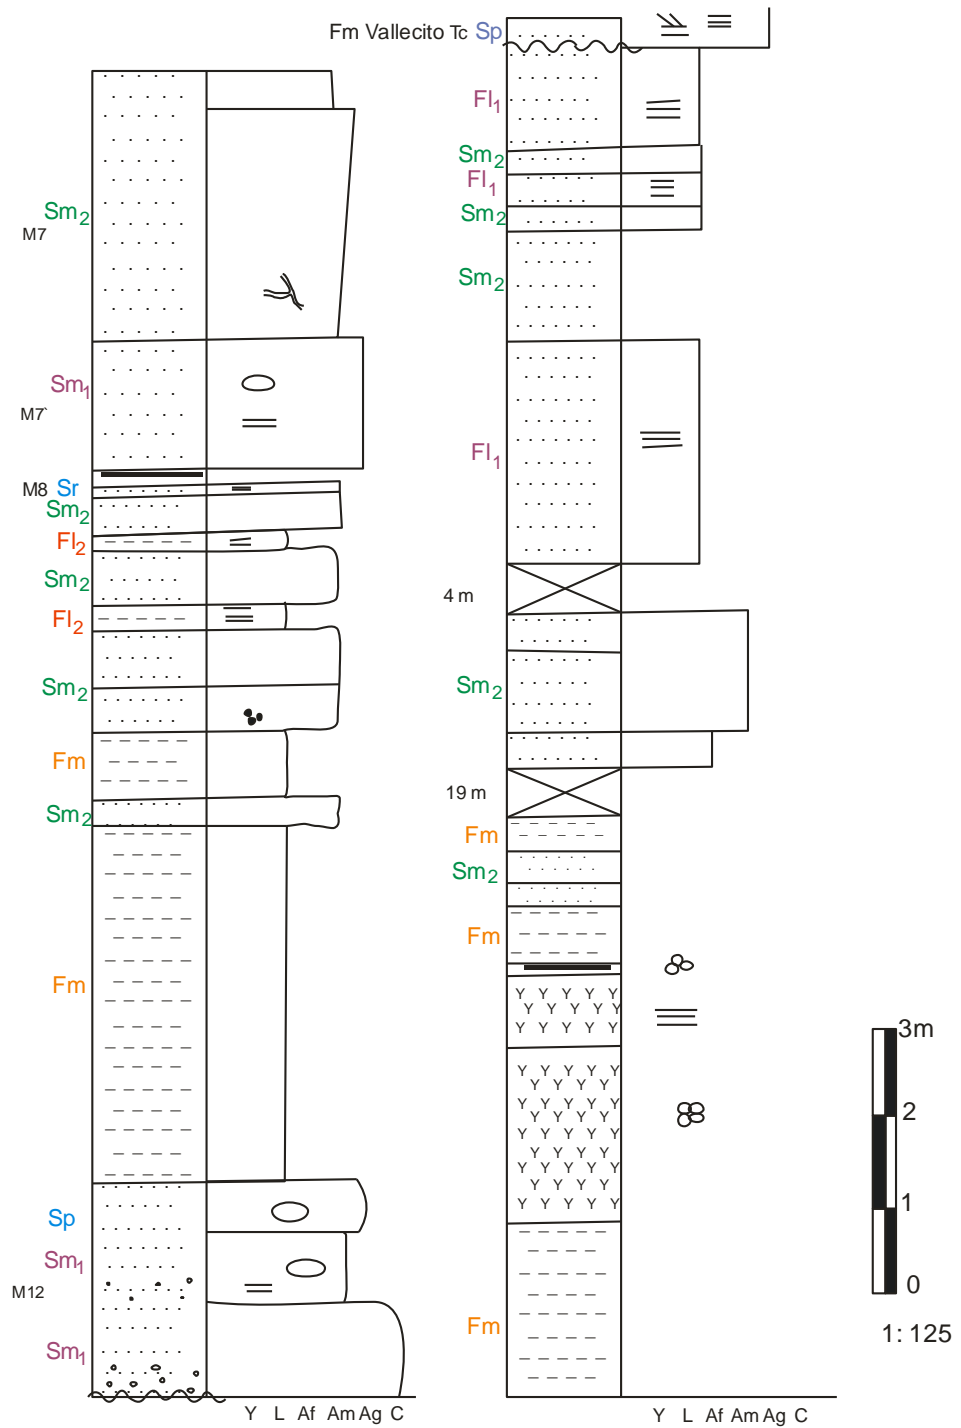 Fm Vallecito Tc Sp
Sm2
M7
Sm1
M7`
M8 Sr
Sm2
Fl2
Sm2
Fl2
Sm2
Fm
Sm2
Fm
Sp
Sm1
M12
Sm1
Y L Af Am Ag C
Fl1
Sm2
Fl1
Sm2
Sm2
Fl1
4 m
Sm2
19 m
Fm
Sm2
Fm
Fm
Y L Af Am Ag C
3m
2
1
0
1: 125